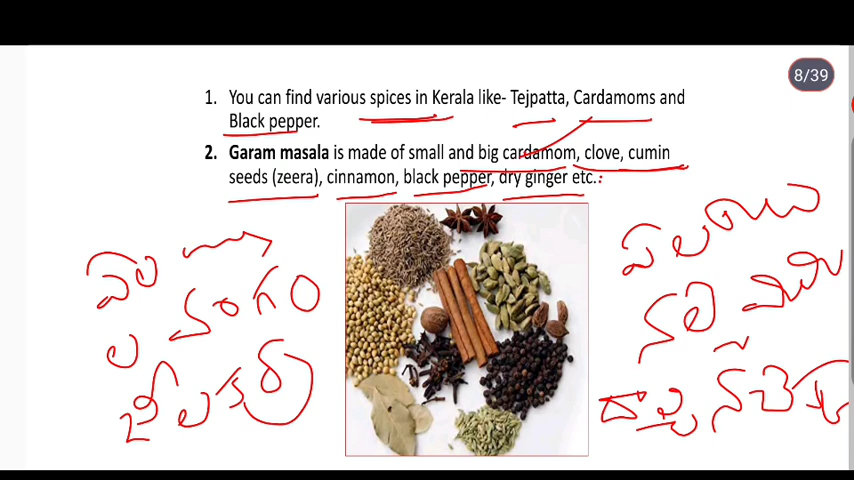 8/39
1. You can find various spices in Kerala like- Tejpatta, Cardamoms and
Black pepper.
2. Garam masala is made of small and big cardamom, clove, cumin
seeds (zeera), cinnamon, black pepper, dry ginger etc.
లవంగం
జీలకర్ర
యాలకులు
దాల్చిన చెక్క